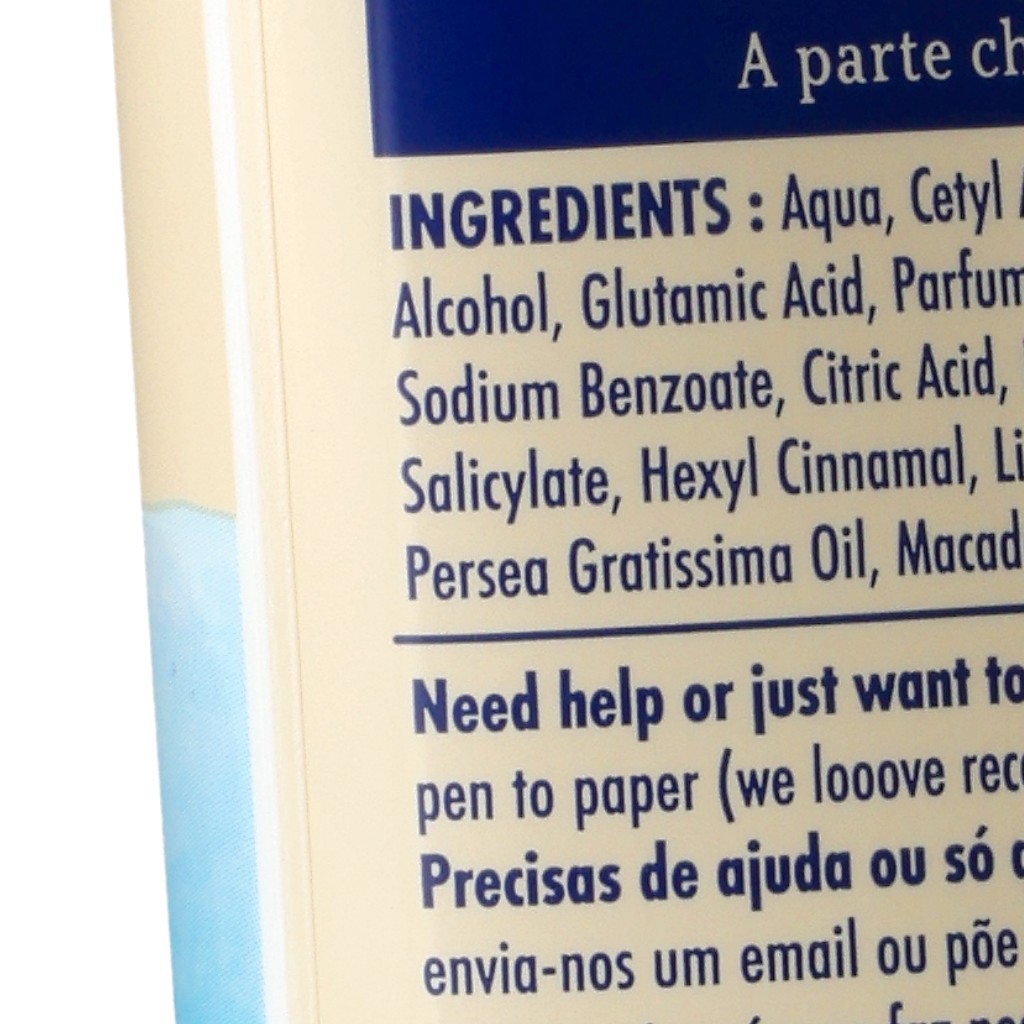 A parte ch
INGREDIENTS : Aqua, Cetyl
Alcohol, Glutamic Acid, Parfum
Sodium Benzoate, Citric Acid,
Salicylate, Hexyl Cinnamal, Li
Persea Gratissima Oil, Macad
Need help or just want to
pen to paper (we looove rec
Precisas de ajuda ou só
envia-nos um email ou põe